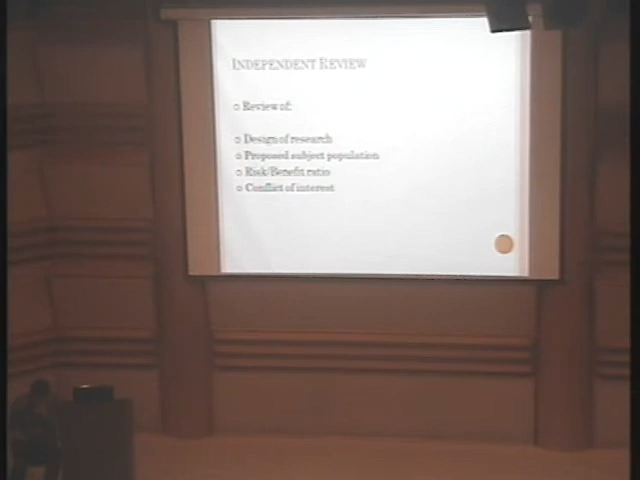 INDEPENDENT REVIEW
Review of:
Design of research
Proposed subject population
Risk/Benefit ratio
Conflict of interest